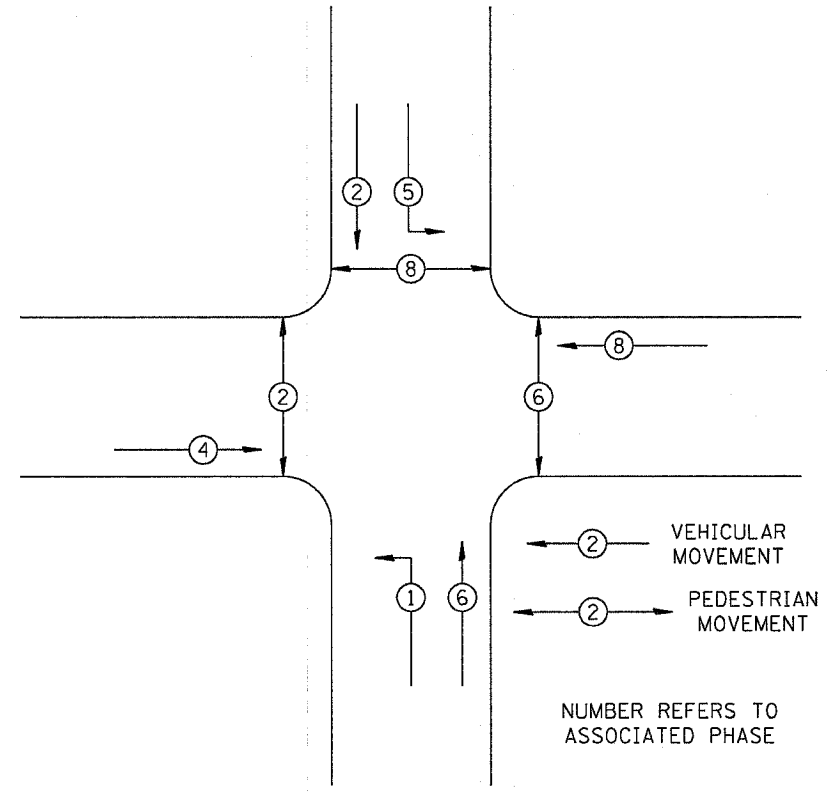 2
5
8
8
2
6
4
2
VEHICULAR
MOVEMENT
1
6
2
PEDESTRIAN
MOVEMENT
NUMBER REFERS TO
ASSOCIATED PHASE